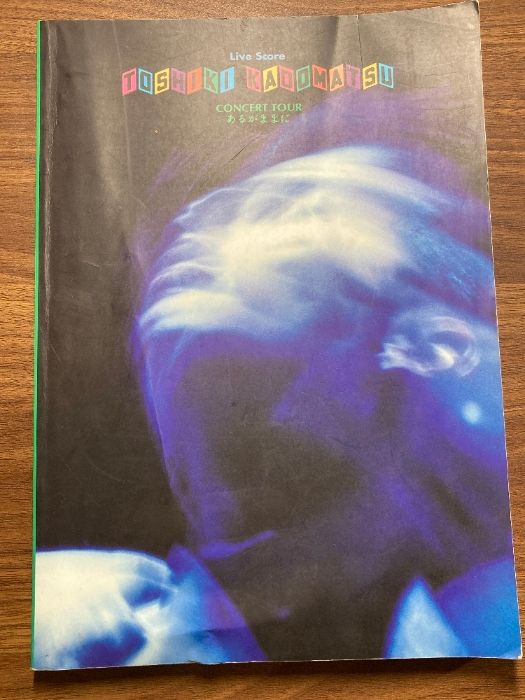 Live Score
TOSHIKI KADOMATSU
CONCERT TOUR
あるがままに